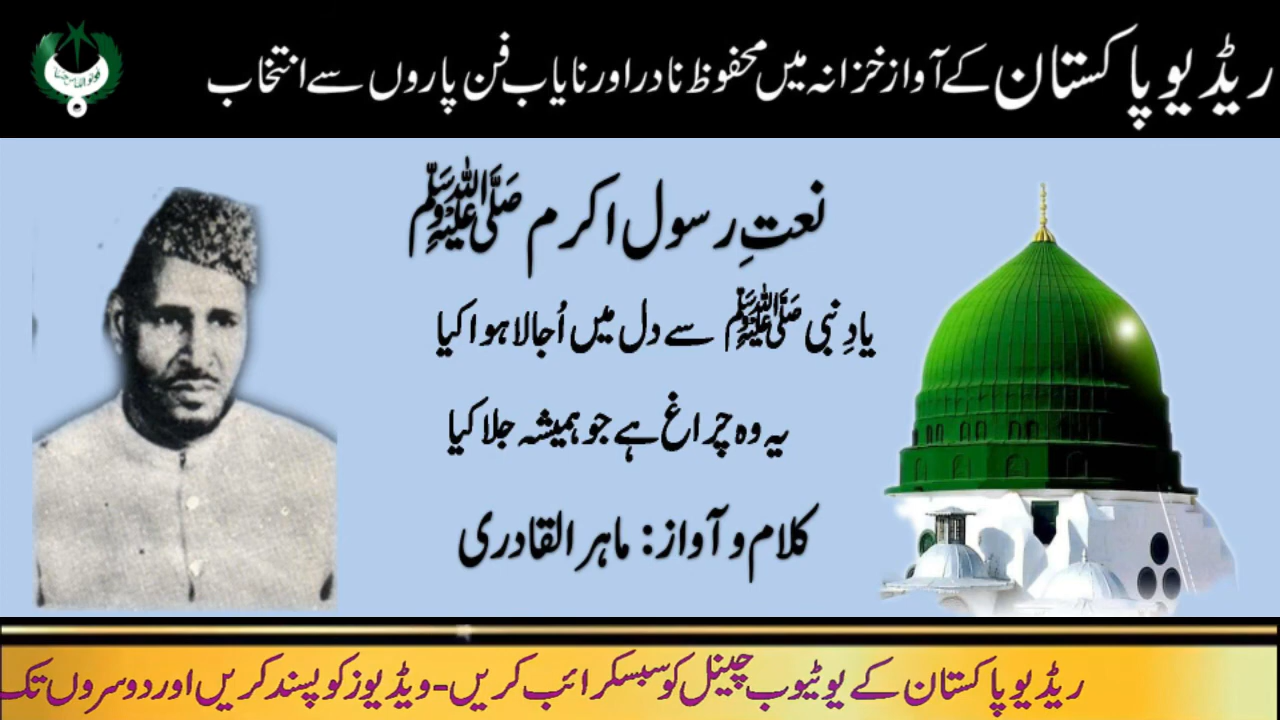 ریڈیو پاکستان کے آواز خزانہ میں محفوظ نادر اور نایاب فن پاروں سے انتخاب
نعتِ رسول اکرم ﷺ
یادِ نبی ﷺ سے دل میں اُجالا ہوا کیا
یہ وہ چراغ ہے جو ہمیشہ جلا کیا
کلام و آواز: ماہر القادری
ریڈیو پاکستان کے یوٹیوب چینل کو سبسکرائب کریں - ویڈیوز کو پسند کریں اور دوسروں تک